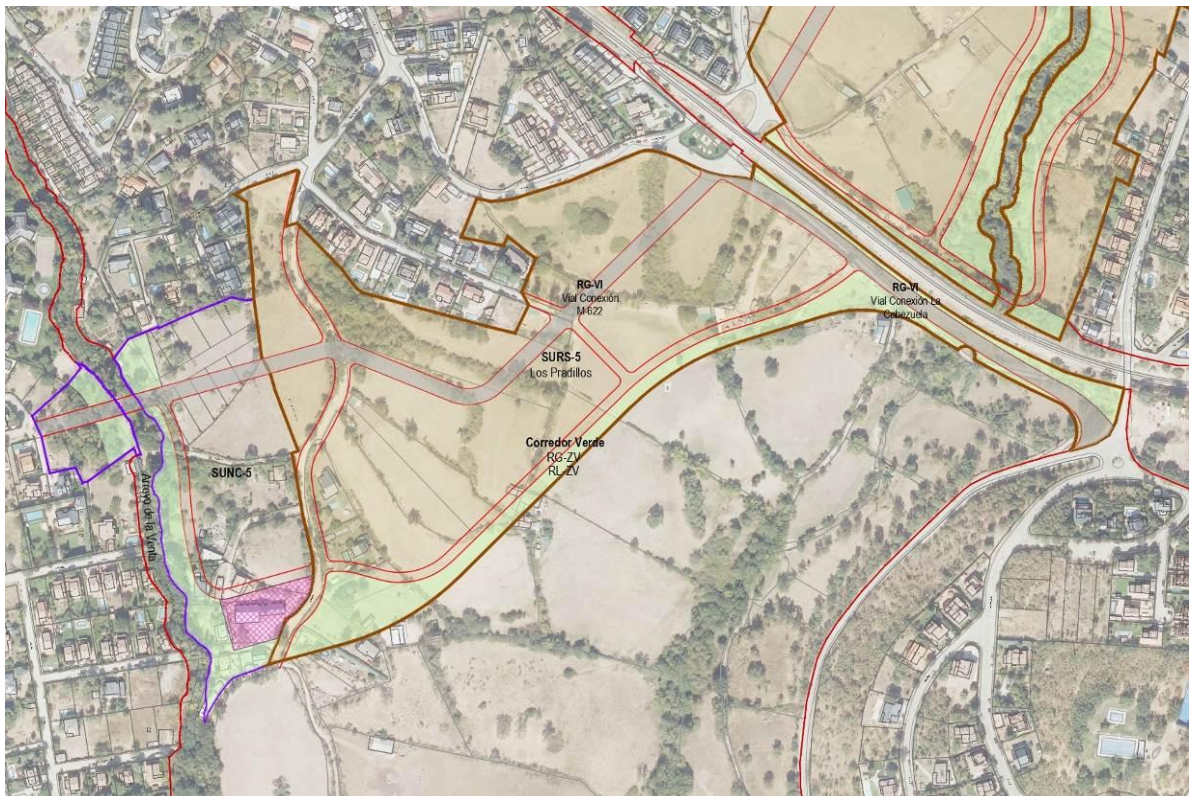 RG-VI
Vial Conexión
M 622
RG-VI
Vial Conexión La
Cabezuela
SURS-5
Los Pradillos
Corredor Verde
RG-ZV
RL-ZV
SUNC-5
Arroyo de la Venta